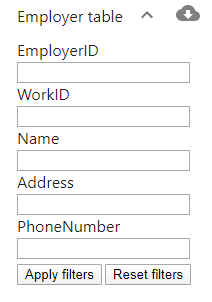 Employer table
EmployerID
WorkID
Name
Address
PhoneNumber
Apply filters Reset filters